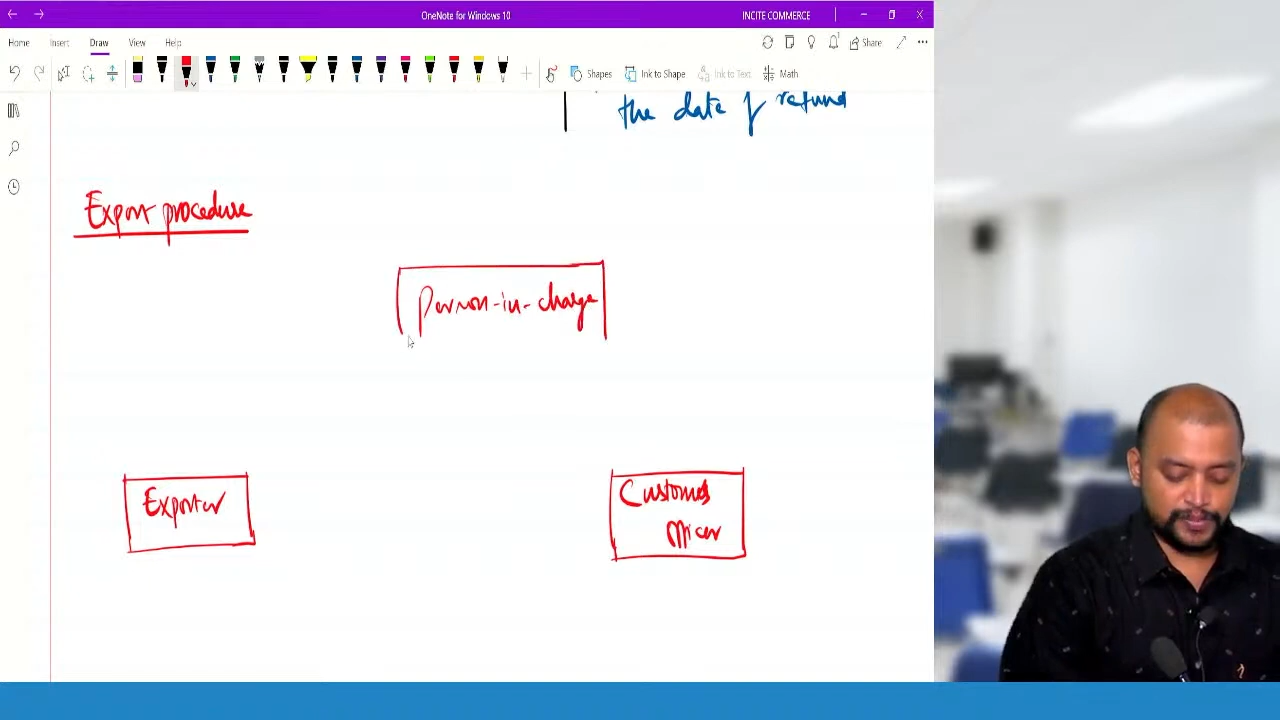 OneNote for Windows 10
INCITE COMMERCE
Home Insert Draw View Help
Share
Shapes
Ink to Shape
Ink to Text
Math
the date of refund
Export procedure
Person-in-charge
Exporter
Customs
officer